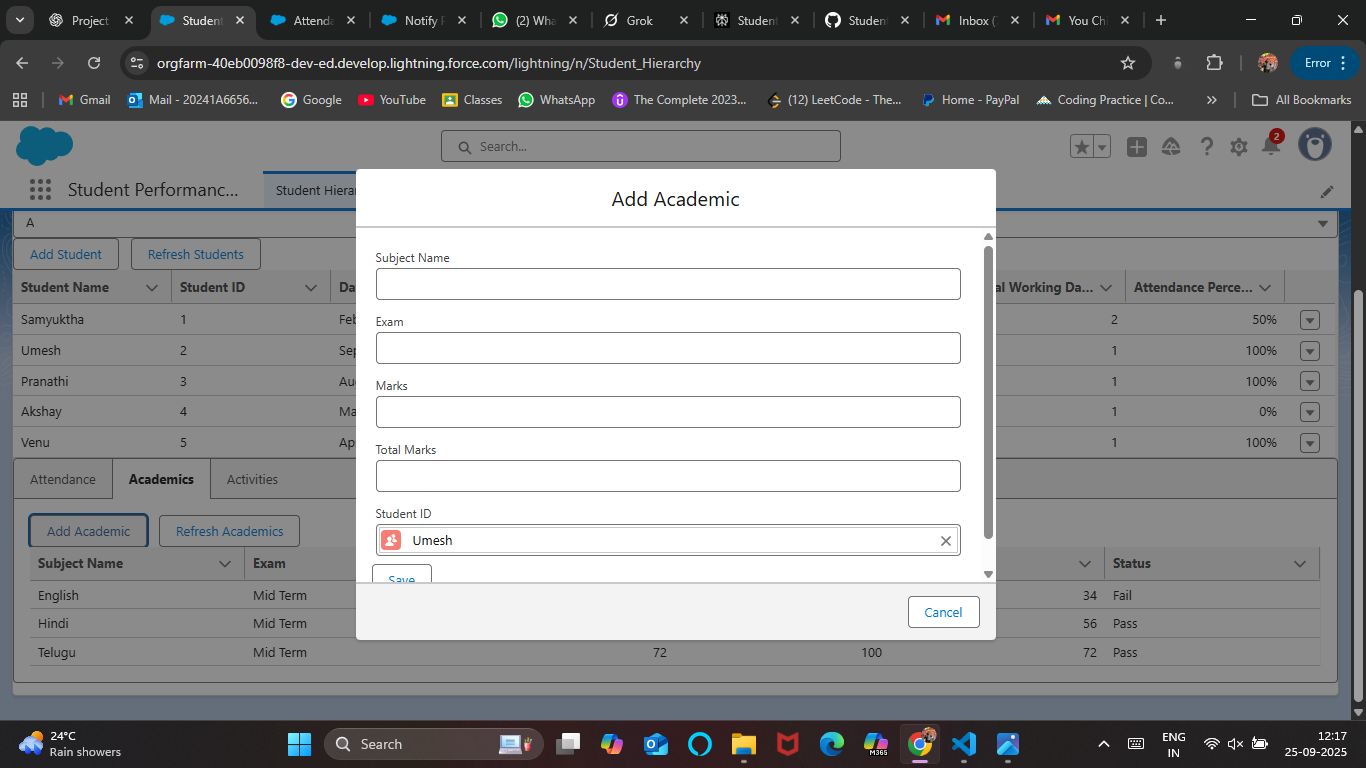 Project
Student
Attenda
Notify P
(2) Wha
Grok
Student
Student
Inbox (
You Chi
orgfarm-40eb0098f8-dev-ed.develop.lightning.force.com/lightning/n/Student_Hierarchy
Error
Gmail
Mail - 20241A6656...
Google
YouTube
Classes
WhatsApp
The Complete 2023...
(12) LeetCode - The...
Home - PayPal
Coding Practice | Co...
All Bookmarks
Search...
2
Student Performanc...
Student Hiera
Add Academic
A
Add Student
Refresh Students
Student Name
Student ID
Da
al Working Da...
Attendance Perce...
Samyuktha 1 Feb 2 50%
Umesh 2 Sep 1 100%
Pranathi 3 Au 1 100%
Akshay 4 Ma 1 0%
Venu 5 Ap 1 100%
Subject Name
Exam
Marks
Total Marks
Student ID
Umesh
Save
Cancel
Attendance
Academics
Activities
Add Academic
Refresh Academics
Subject Name
Exam
Status
English Mid Term 34 Fail
Hindi Mid Term 56 Pass
Telugu Mid Term 72 100 72 Pass
24°C
Rain showers
Search
M365
ENG
IN
12:17
25-09-2025